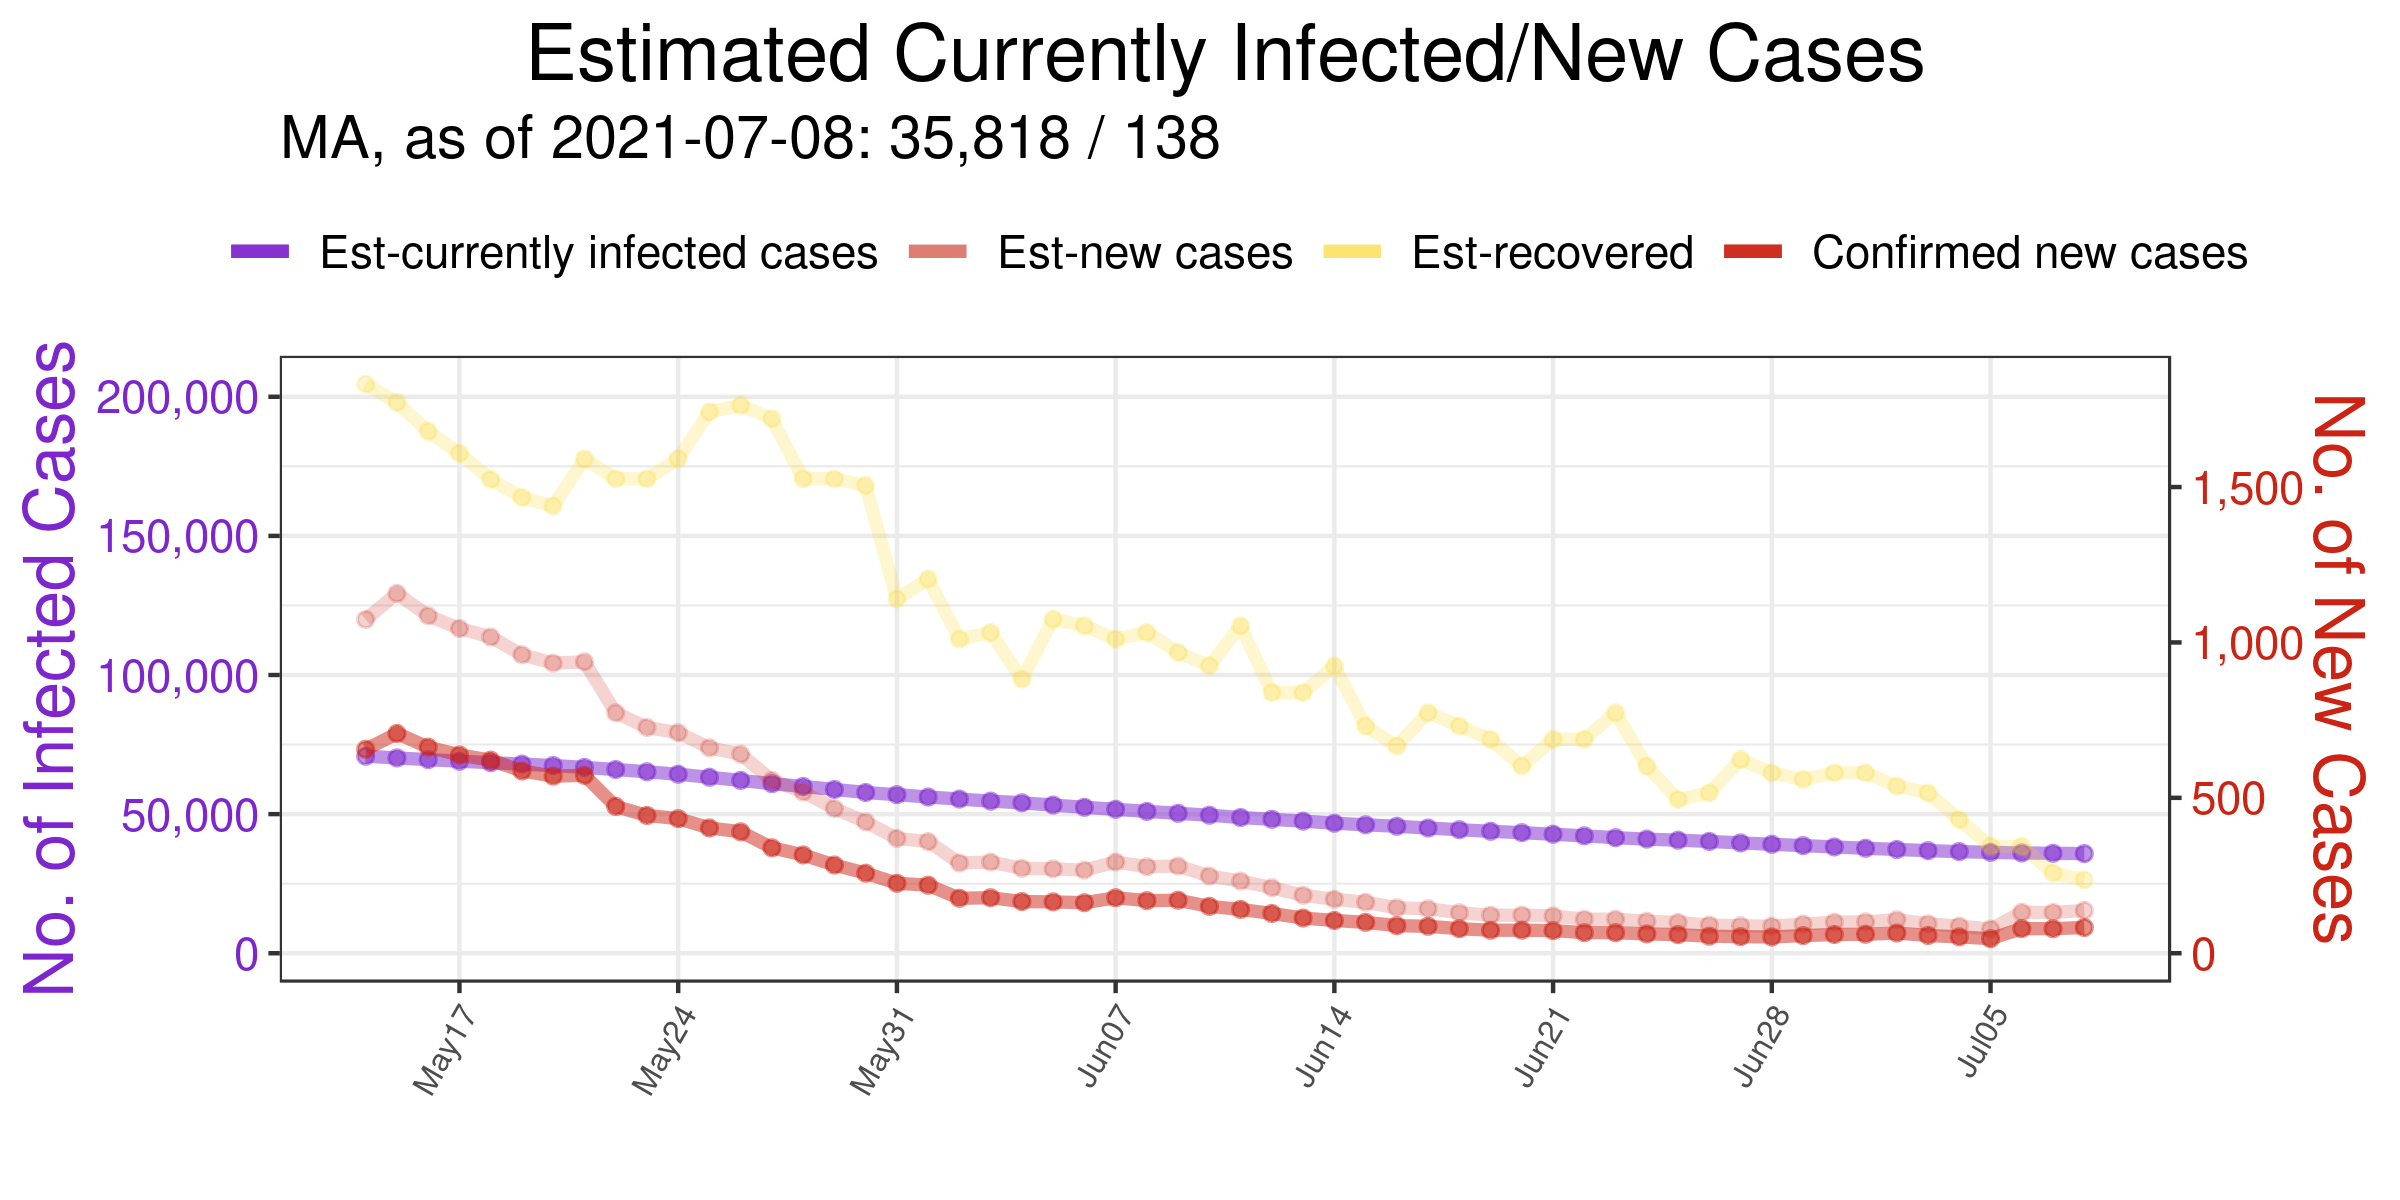 Estimated Currently Infected/New Cases
MA, as of 2021-07-08: 35,818 / 138
Est-currently infected cases Est-new cases Est-recovered Confirmed new cases
No. of Infected Cases
200,000
150,000
100,000
50,000
0
1,500
1,000
500
0
No. of New Cases
May17 May24 May31 Jun07 Jun14 Jun21 Jun28 Jul05